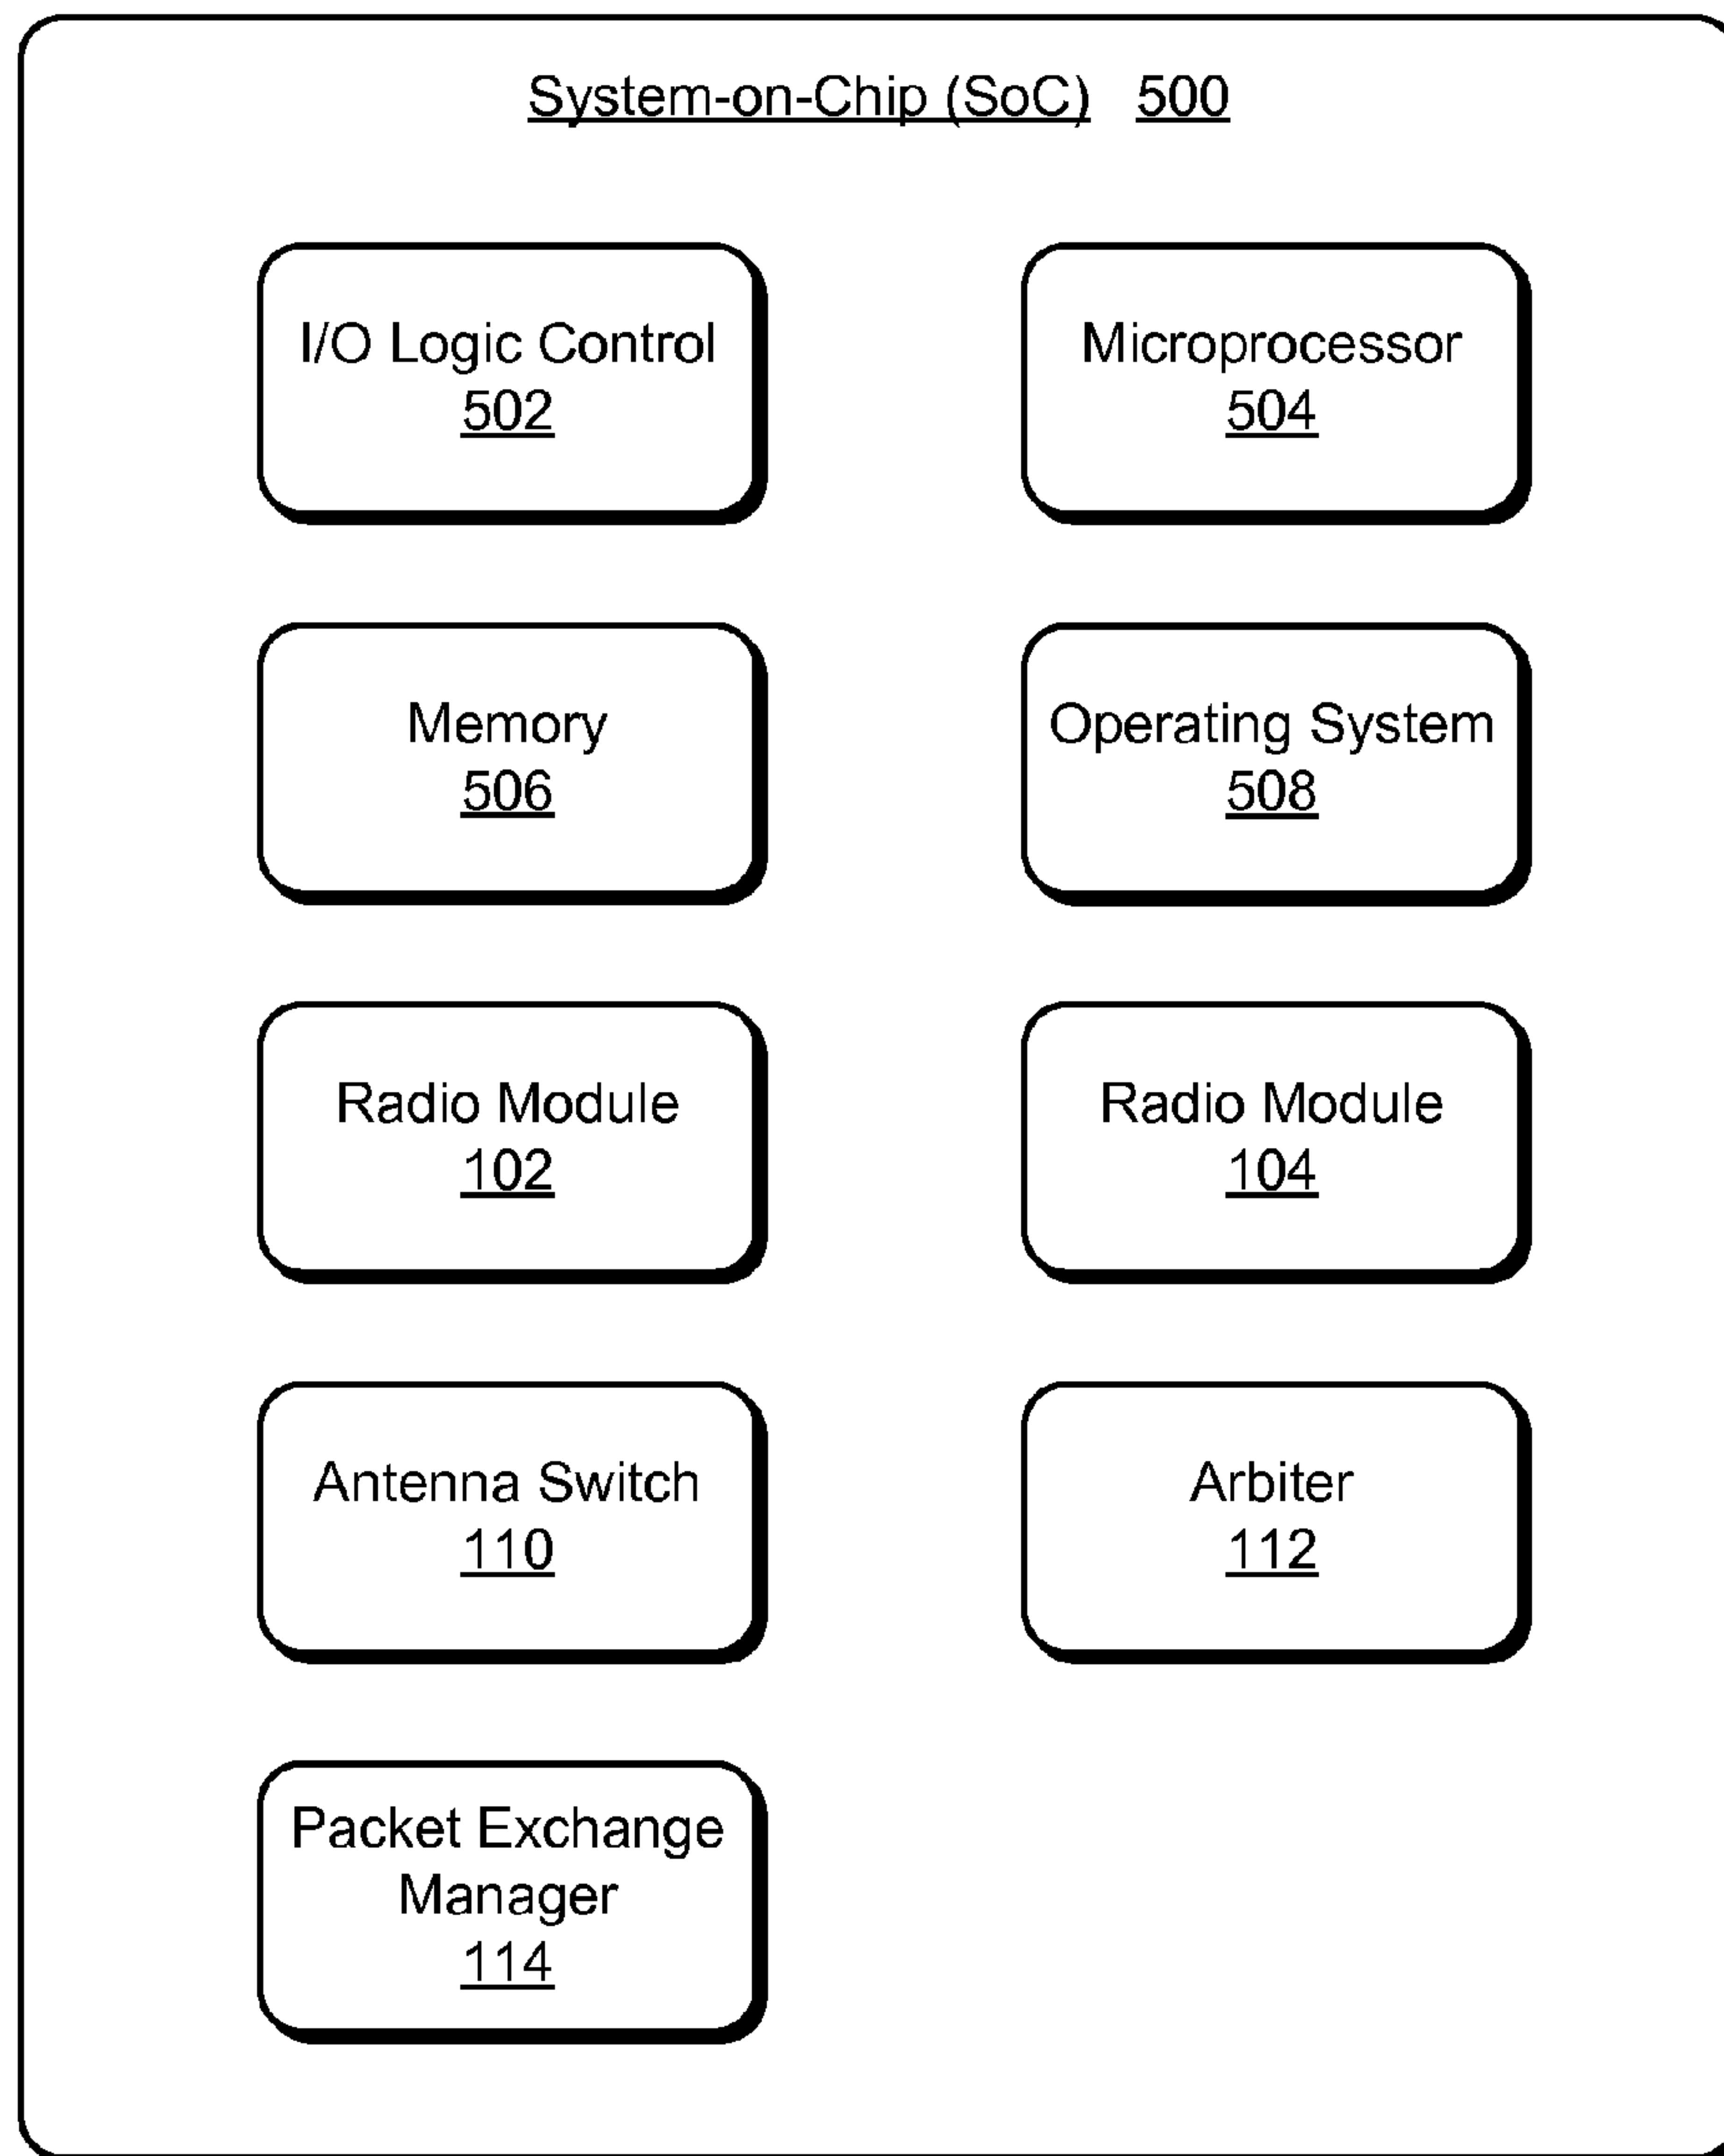 System-on-Chip (SoC) 500
I/O Logic Control
502
Microprocessor
504
Memory
506
Operating System
508
Radio Module
102
Radio Module
104
Antenna Switch
110
Arbiter
112
Packet Exchange
Manager
114